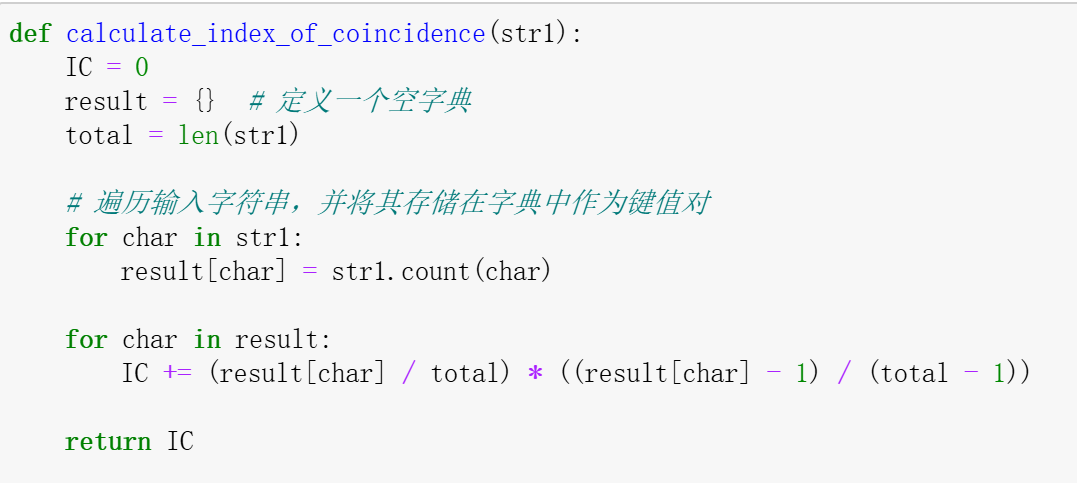 def calculate_index_of_coincidence(str1):
    IC = 0
    result = {}  # 定义一个空字典
    total = len(str1)

    # 遍历输入字符串，并将其存储在字典中作为键值对
    for char in str1:
        result[char] = str1.count(char)

    for char in result:
        IC += (result[char] / total) * ((result[char] - 1) / (total - 1))

    return IC